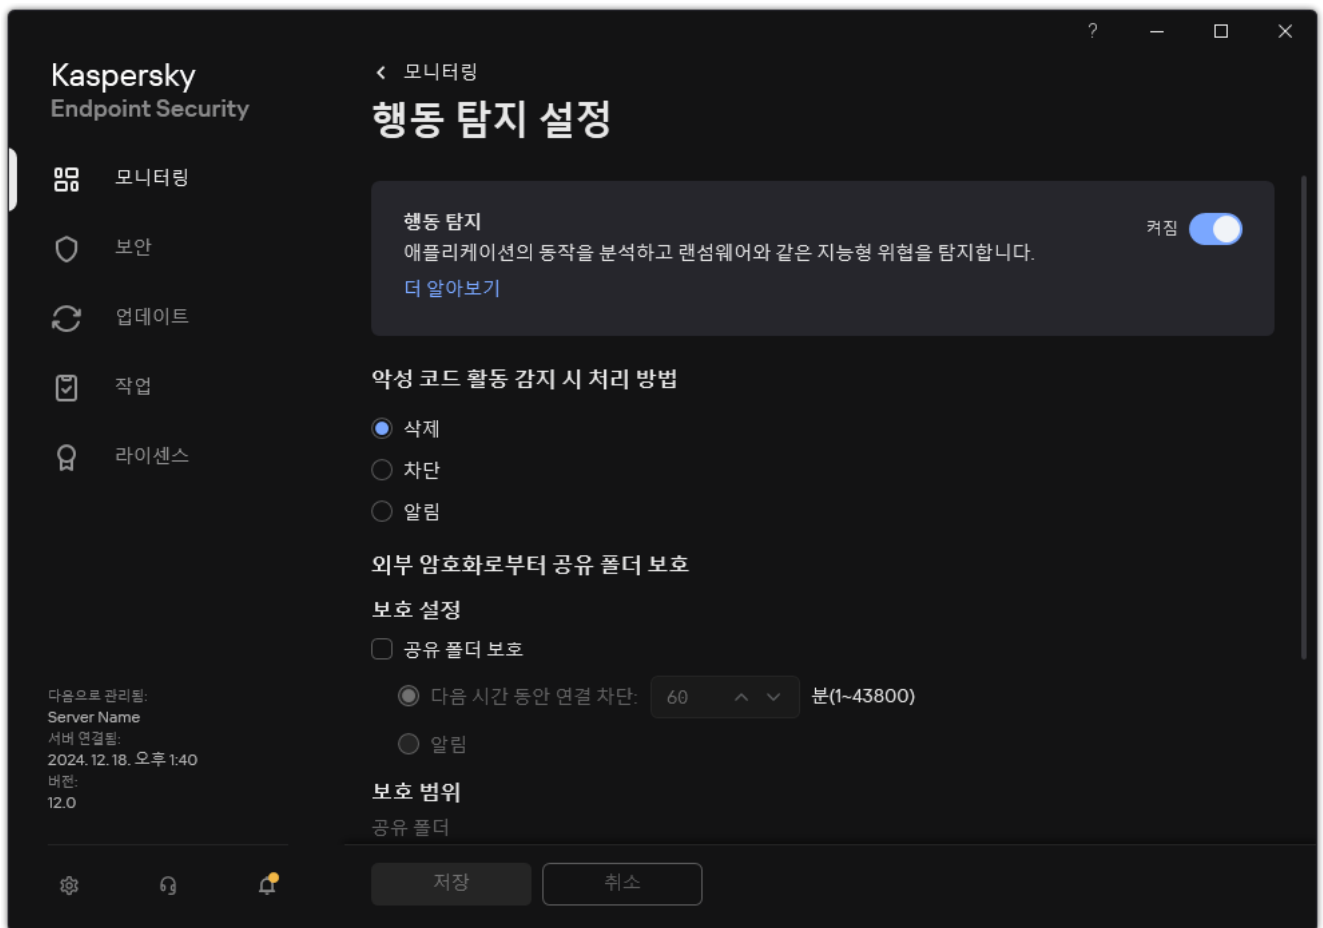 ?
Kaspersky
Endpoint Security
모니터링
보안
업데이트
작업
라이센스
다음으로 관리됨:
Server Name
서버 연결됨:
2024. 12. 18. 오후 1:40
버전:
12.0
모니터링
행동 탐지 설정
행동 탐지
애플리케이션의 동작을 분석하고 랜섬웨어와 같은 지능형 위협을 탐지합니다.
더 알아보기
켜짐
악성 코드 활동 감지 시 처리 방법
삭제
차단
알림
외부 암호화로부터 공유 폴더 보호
보호 설정
공유 폴더 보호
다음 시간 동안 연결 차단: 60 분(1~43800)
알림
보호 범위
공유 폴더
저장 취소